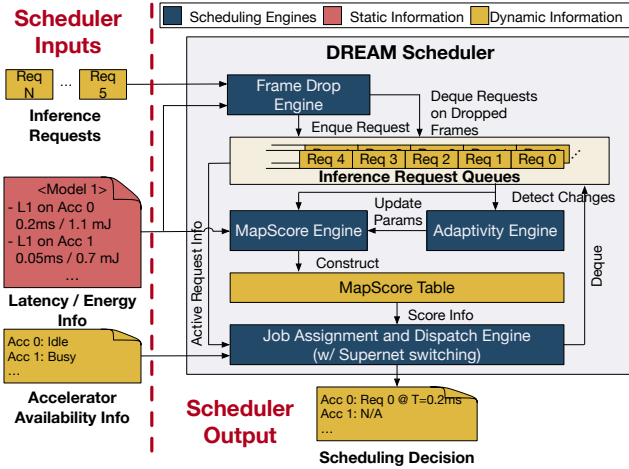 Scheduling Engines
Static Information
Dynamic Information
Scheduler
Inputs
DREAM Scheduler
Req
N
...
Req
5
Inference
Requests
Frame Drop
Engine
Deque Requests
on Dropped
Frames
Enque Request
Req 4
Req 3
Req 2
Req 1
Req 0
Inference Request Queues
<Model 1>
- L1 on Acc 0
0.2ms / 1.1 mJ
- L1 on Acc 1
0.05ms / 0.7 mJ
...
Latency / Energy
Info
Active Request Info
Update
Params
Detect Changes
MapScore Engine
Adaptivity Engine
Construct
Deque
MapScore Table
Score Info
Acc 0: Idle
Acc 1: Busy
...
Accelerator
Availability Info
Job Assignment and Dispatch Engine
(w/ Supernet switching)
Scheduler
Output
Acc 0: Req 0 @ T=0.2ms
Acc 1: N/A
...
Scheduling Decision